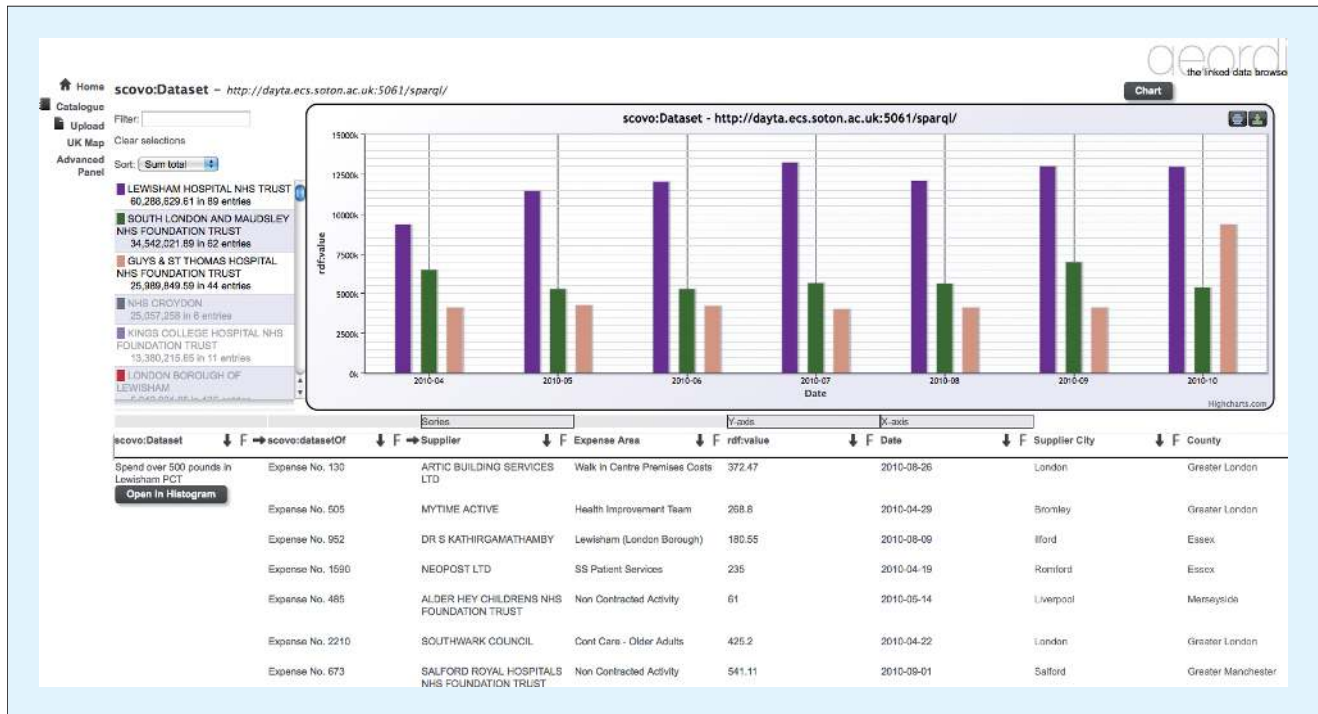 geordi
the linked data browse
Home
Catalogue
Upload
UK Map
Advanced
Panel
scovo:Dataset – http://dayta.ecs.soton.ac.uk:5061/sparql/
Chart
Filter:
Clear selections
Sort: Sum total
LEWISHAM HOSPITAL NHS TRUST
60,288,629.61 in 89 entries
SOUTH LONDON AND MAUDSLEY
NHS FOUNDATION TRUST
34,542,021.89 in 62 entries
GUYS & ST THOMAS HOSPITAL
NHS FOUNDATION TRUST
25,989,849.59 in 44 entries
NHS CROYDON
25,057,258 in 6 entries
KINGS COLLEGE HOSPITAL NHS
FOUNDATION TRUST
13,380,215.65 in 11 entries
LONDON BOROUGH OF
LEWISHAM
scovo:Dataset - http://dayta.ecs.soton.ac.uk:5061/sparql/
15000k
12500k
10000k
7500k
5000k
2500k
0k
rdf:value
2010-04 2010-05 2010-06 2010-07 2010-08 2010-09 2010-10
Date
Highcharts.com
Series Y-axis X-axis
scovo:Dataset F scovo:datasetOf F Supplier F Expense Area F rdf:value F Date F Supplier City F County
Spend over 500 pounds in Expense No. 130 ARTIC BUILDING SERVICES Walk in Centre Premises Costs 372.47 2010-08-26 London Greater London
Lewisham PCT LTD
Open in Histogram
Expense No. 505 MYTIME ACTIVE Health Improvement Team 268.8 2010-04-29 Bromley Greater London
Expense No. 952 DR S KATHIRGAMATHAMBY Lewisham (London Borough) 180.55 2010-08-09 Ilford Essex
Expense No. 1590 NEOPOST LTD SS Patient Services 235 2010-04-19 Romford Essex
Expense No. 485 ALDER HEY CHILDRENS NHS Non Contracted Activity 61 2010-05-14 Liverpool Merseyside
FOUNDATION TRUST
Expense No. 2210 SOUTHWARK COUNCIL Cont Care - Older Adults 425.2 2010-04-22 London Greater London
Expense No. 673 SALFORD ROYAL HOSPITALS Non Contracted Activity 541.11 2010-09-01 Salford Greater Manchester
NHS FOUNDATION TRUST